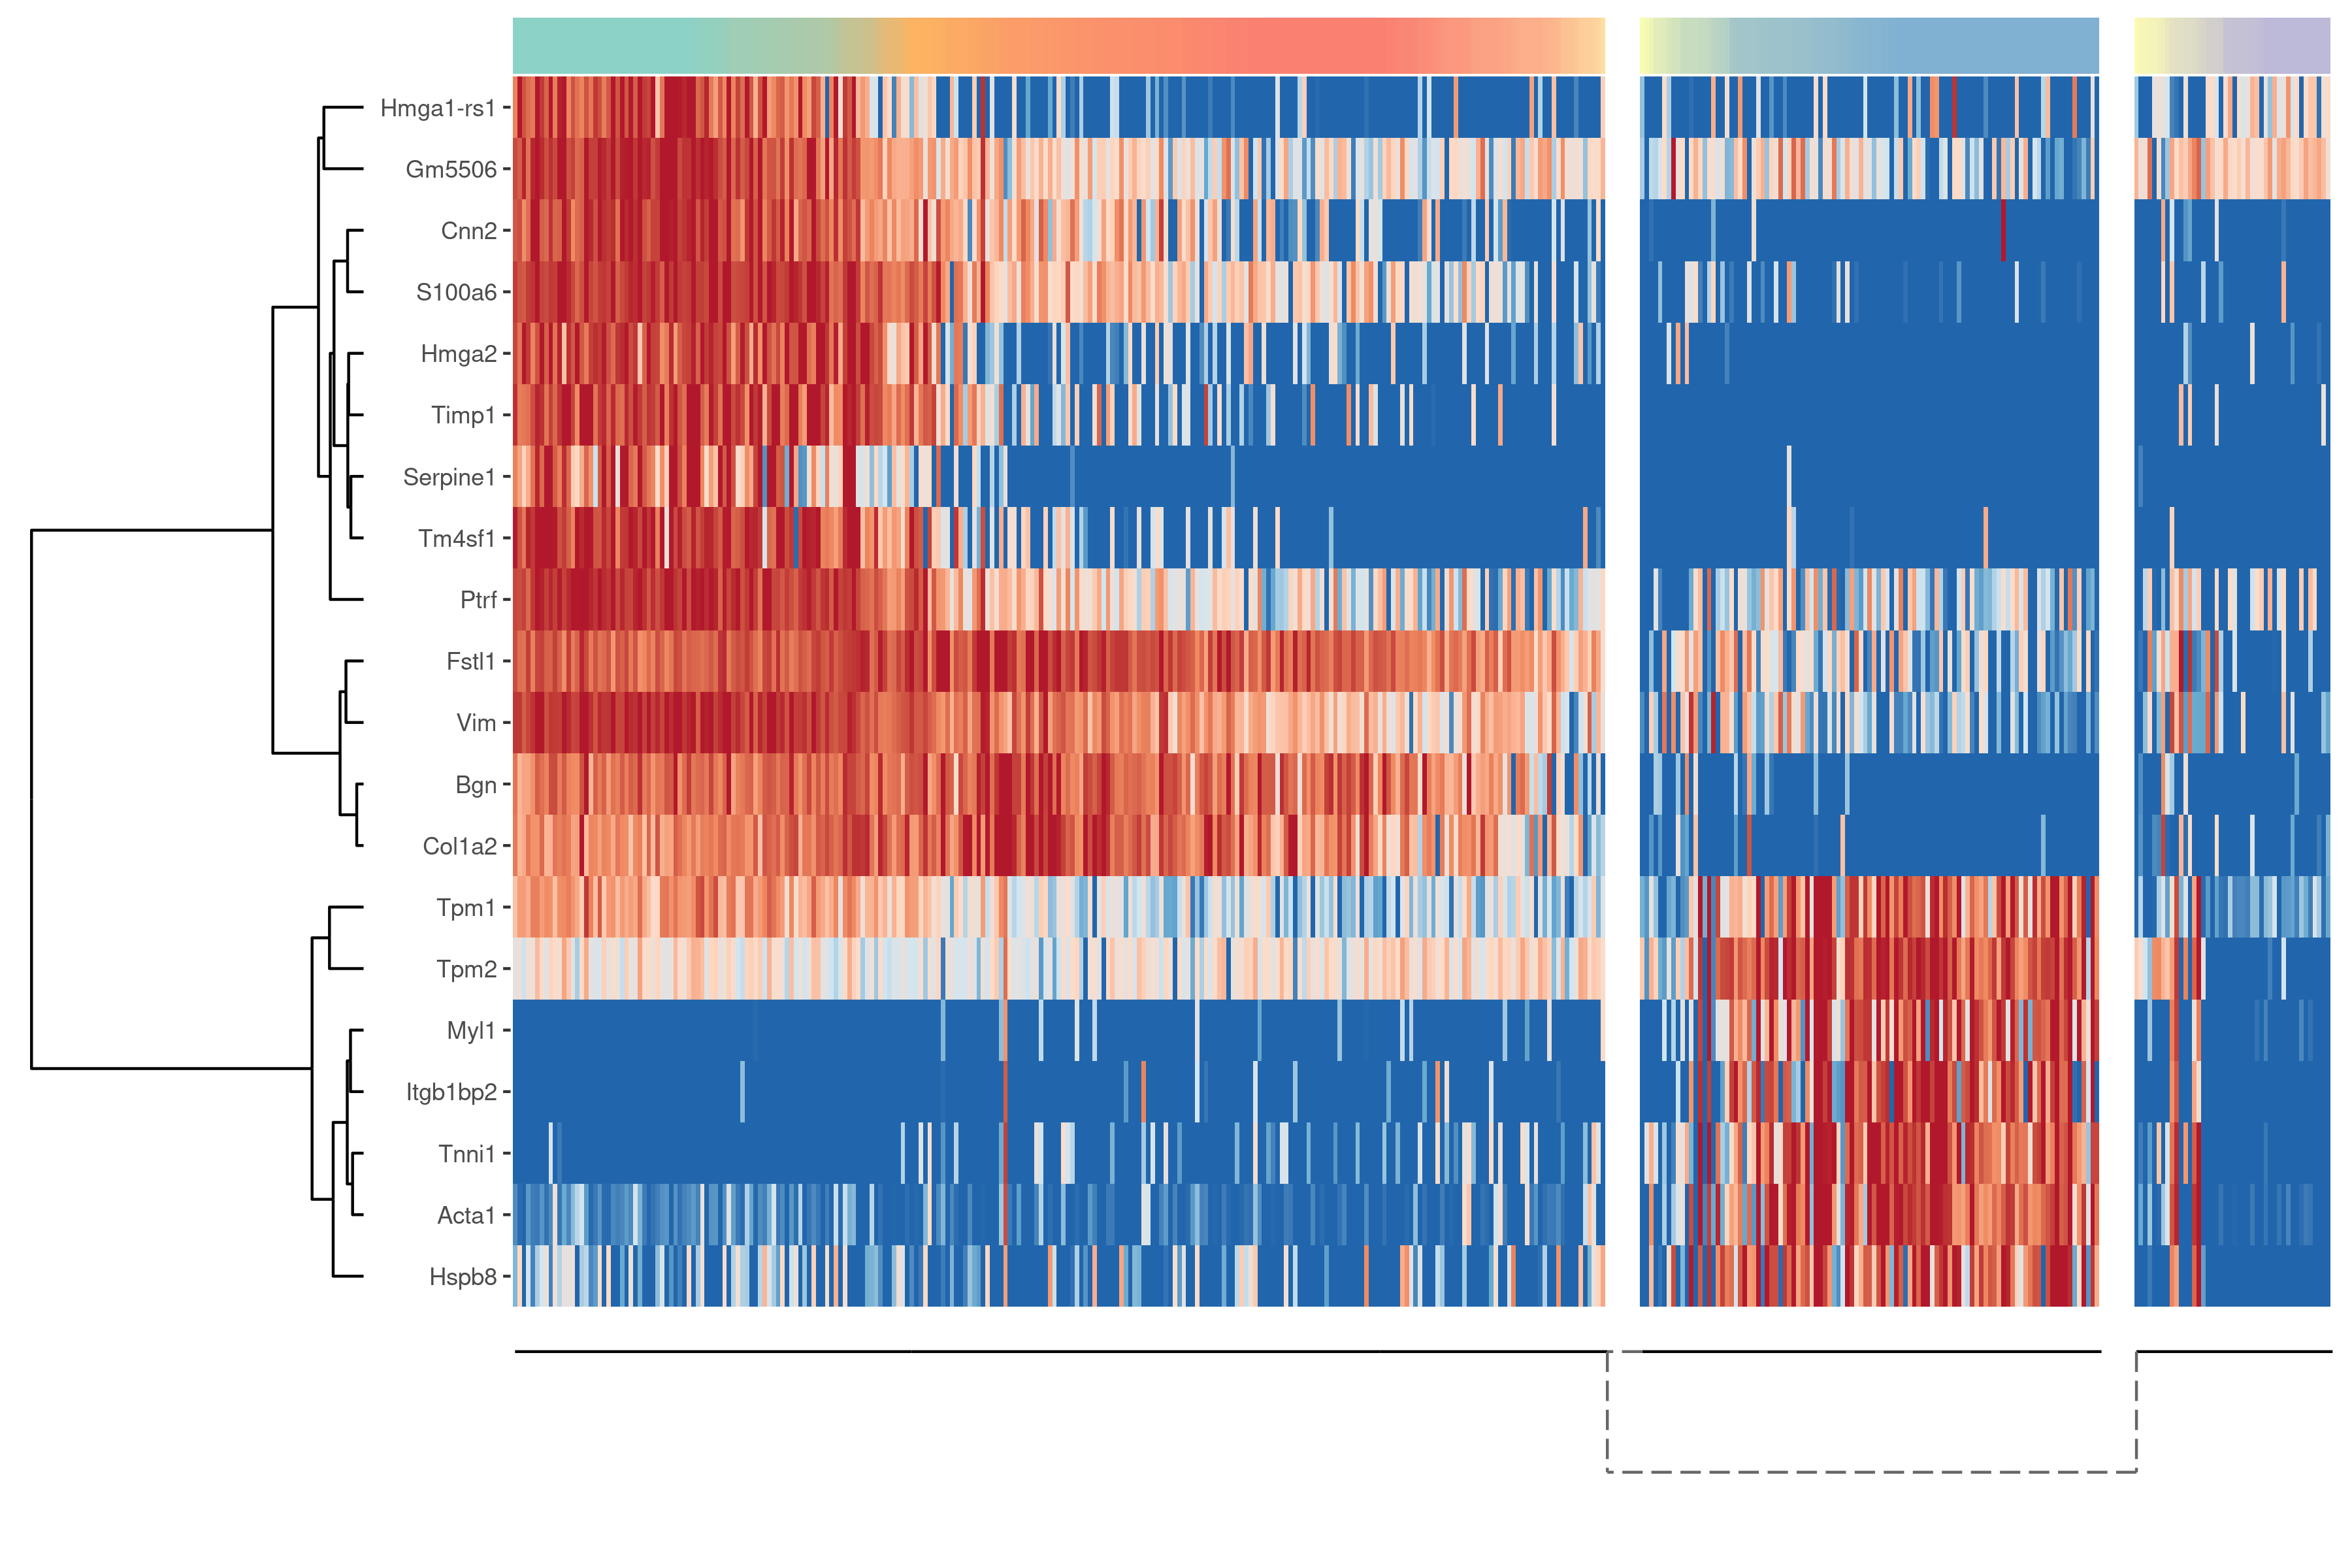 Hmga1-rs1
Gm5506
Cnn2
S100a6
Hmga2
Timp1
Serpine1
Tm4sf1
Ptrf
Fstl1
Vim
Bgn
Col1a2
Tpm1
Tpm2
Myl1
Itgb1bp2
Tnni1
Acta1
Hspb8